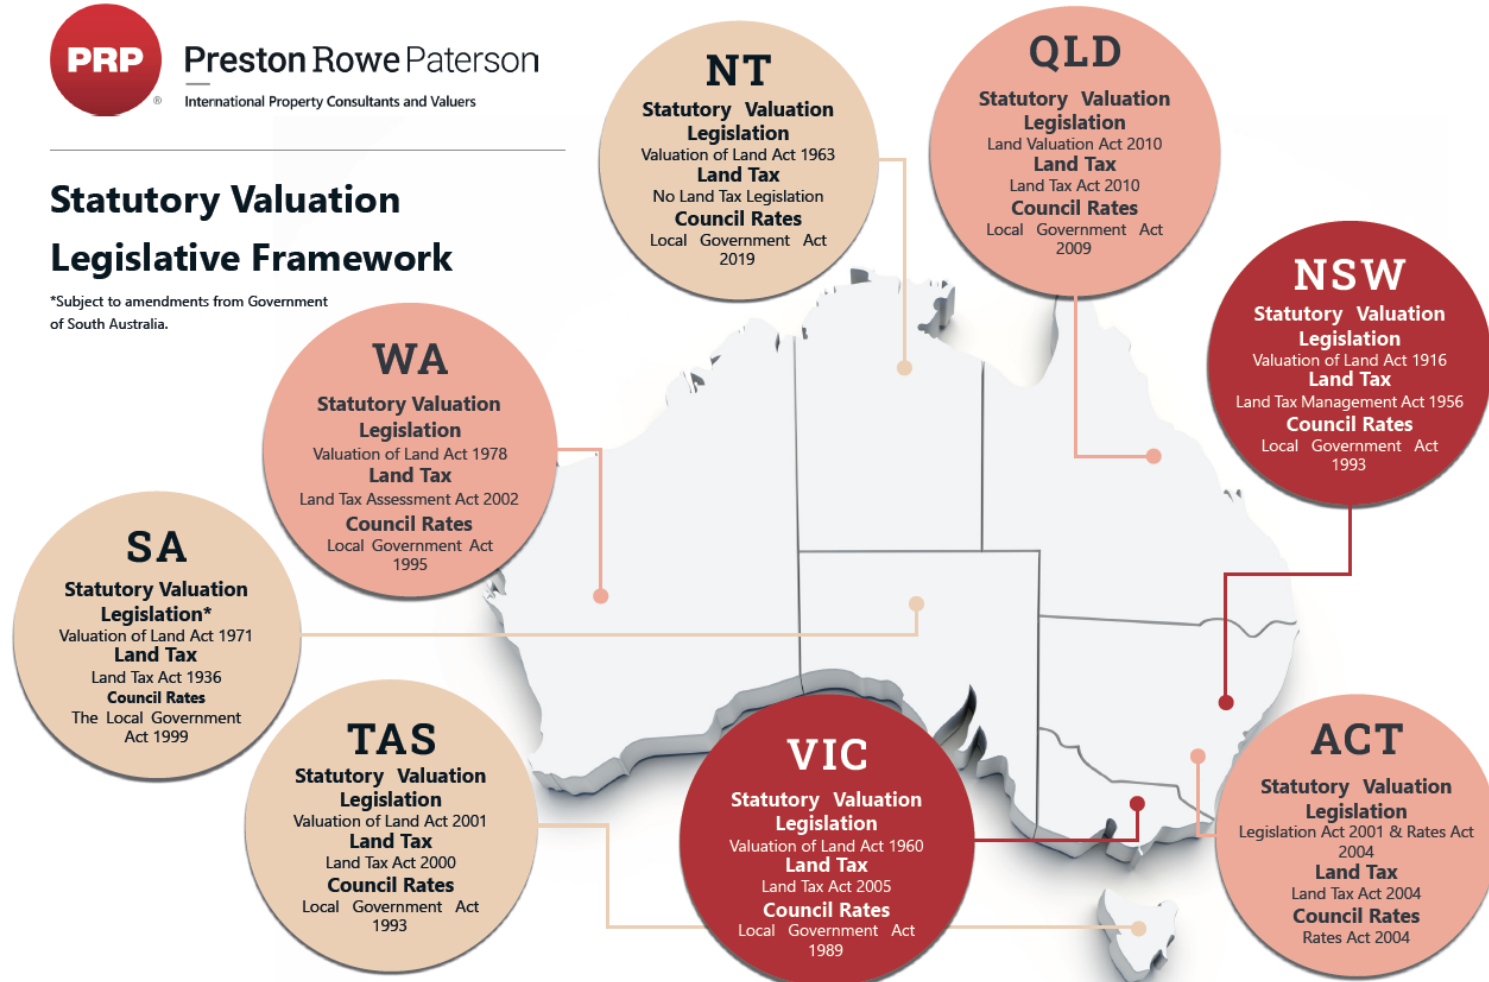 PRP
®
Preston Rowe Paterson
International Property Consultants and Valuers
Statutory Valuation
Legislative Framework
*Subject to amendments from Government
of South Australia.
NT
Statutory Valuation
Legislation
Valuation of Land Act 1963
Land Tax
No Land Tax Legislation
Council Rates
Local Government Act
2019
QLD
Statutory Valuation
Legislation
Land Valuation Act 2010
Land Tax
Land Tax Act 2010
Council Rates
Local Government Act
2009
NSW
Statutory Valuation
Legislation
Valuation of Land Act 1916
Land Tax
Land Tax Management Act 1956
Council Rates
Local Government Act
1993
WA
Statutory Valuation
Legislation
Valuation of Land Act 1978
Land Tax
Land Tax Assessment Act 2002
Council Rates
Local Government Act
1995
SA
Statutory Valuation
Legislation*
Valuation of Land Act 1971
Land Tax
Land Tax Act 1936
Council Rates
The Local Government
Act 1999
TAS
Statutory Valuation
Legislation
Valuation of Land Act 2001
Land Tax
Land Tax Act 2000
Council Rates
Local Government Act
1993
VIC
Statutory Valuation
Legislation
Valuation of Land Act 1960
Land Tax
Land Tax Act 2005
Council Rates
Local Government Act
1989
ACT
Statutory Valuation
Legislation
Legislation Act 2001 & Rates Act
2004
Land Tax
Land Tax Act 2004
Council Rates
Rates Act 2004